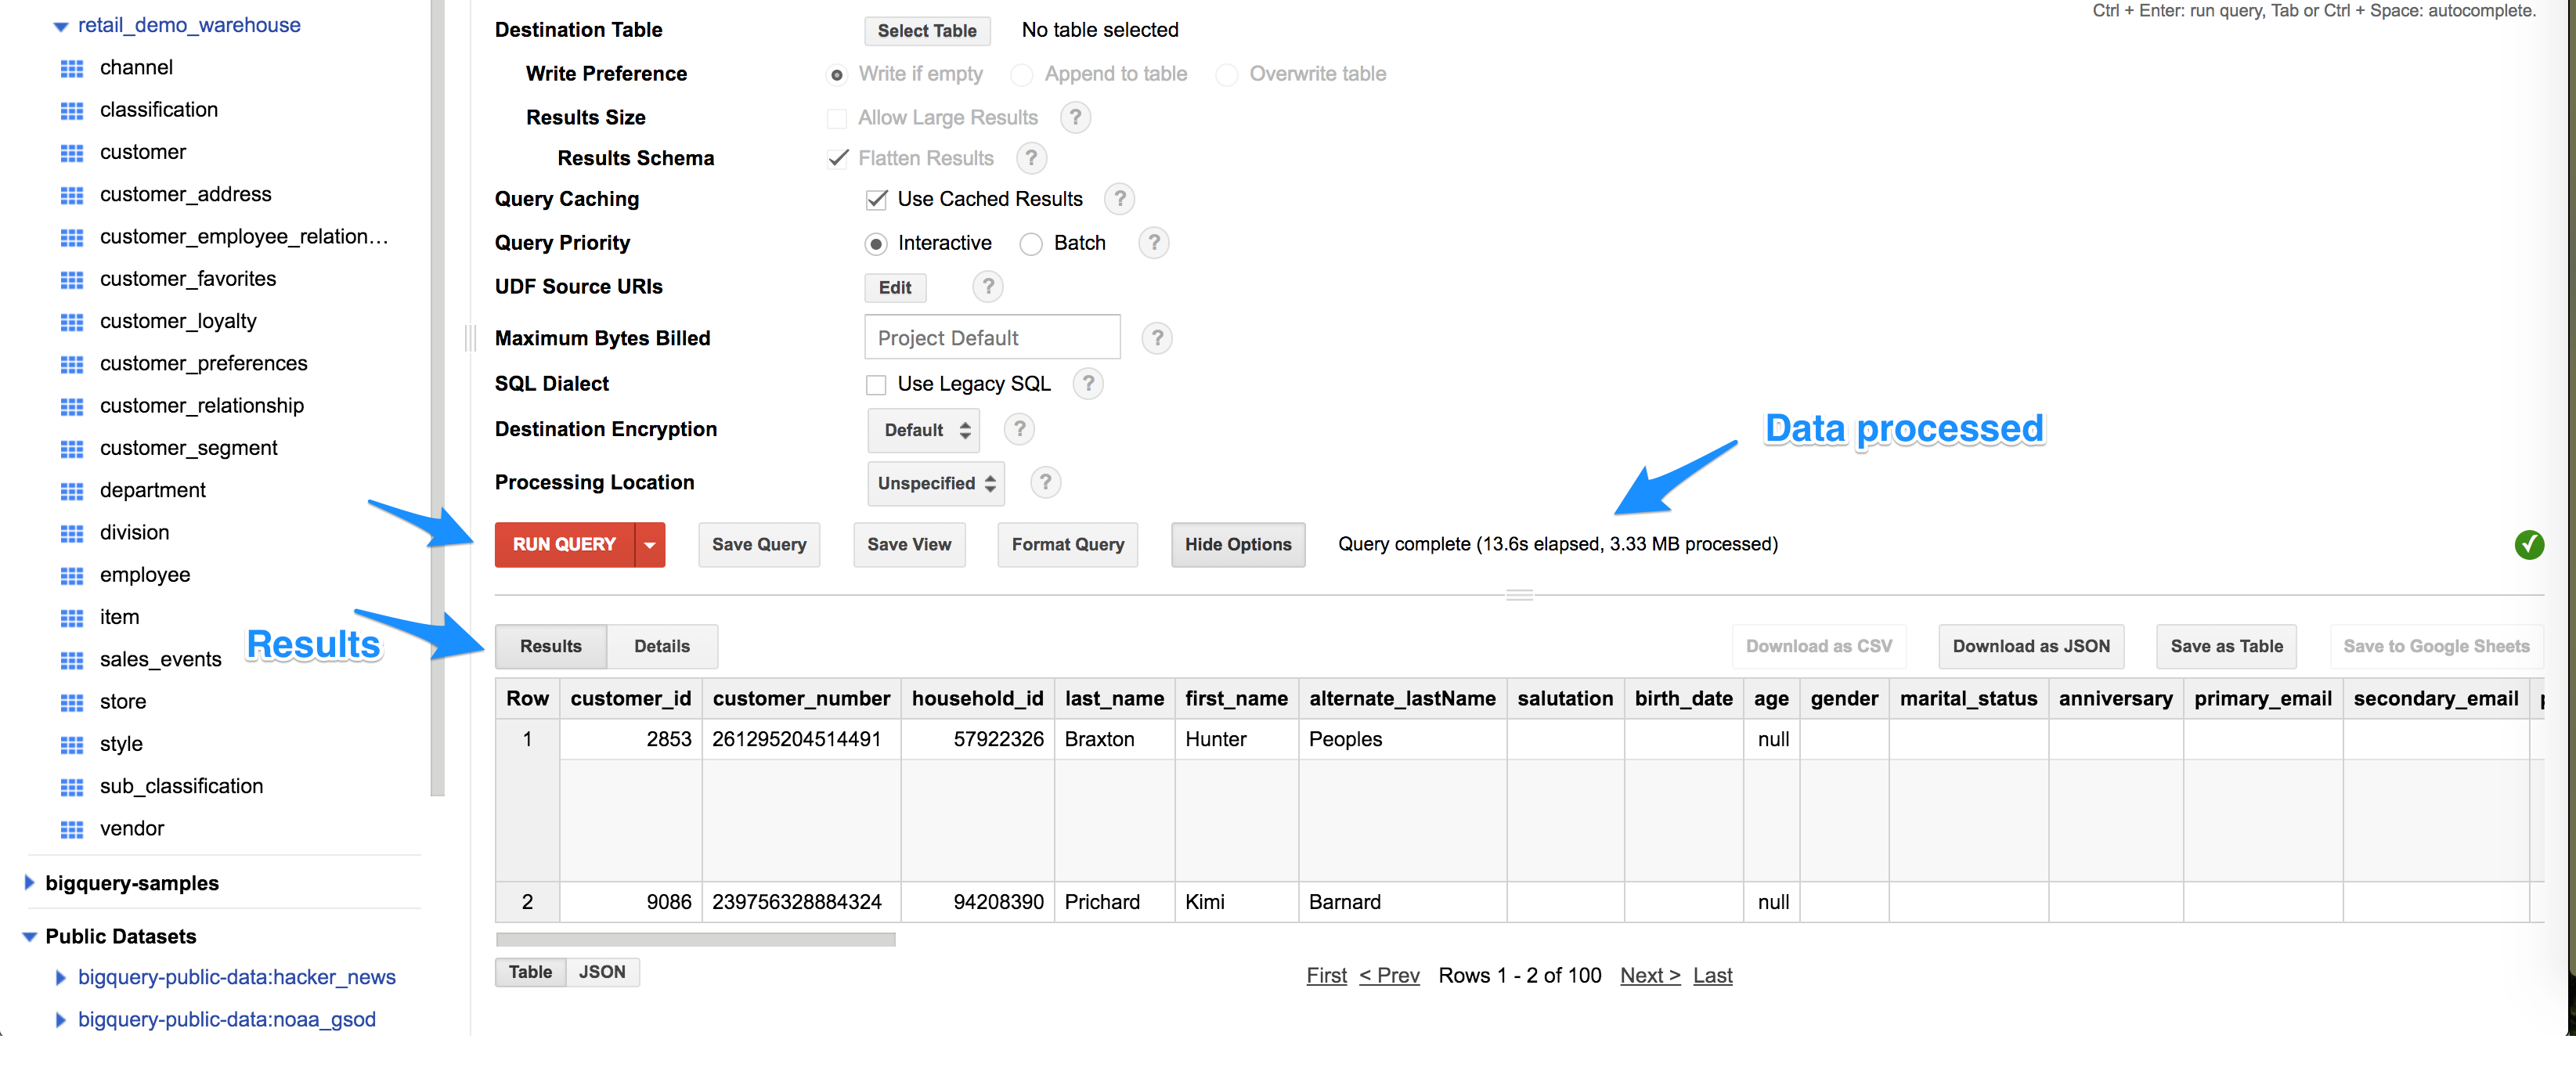 retail_demo_warehouse
channel
classification
customer
customer_address
customer_employee_relation...
customer_favorites
customer_loyalty
customer_preferences
customer_relationship
customer_segment
department
division
employee
item
sales_events
store
style
sub_classification
vendor
bigquery-samples
Public Datasets
bigquery-public-data:hacker_news
bigquery-public-data:noaa_gsod
Ctrl + Enter: run query, Tab or Ctrl + Space: autocomplete.
Destination Table Select Table No table selected
Write Preference Write if empty Append to table Overwrite table
Results Size Allow Large Results ?
Results Schema Flatten Results ?
Query Caching Use Cached Results ?
Query Priority Interactive Batch ?
UDF Source URIs Edit ?
Maximum Bytes Billed Project Default ?
SQL Dialect Use Legacy SQL ?
Destination Encryption Default ?
Processing Location Unspecified ?
Data processed
RUN QUERY Save Query Save View Format Query Hide Options Query complete (13.6s elapsed, 3.33 MB processed)
Results
Results Details Download as CSV Download as JSON Save as Table Save to Google Sheets
Row customer_id customer_number household_id last_name first_name alternate_lastName salutation birth_date age gender marital_status anniversary primary_email secondary_email
1 2853 261295204514491 57922326 Braxton Hunter Peoples null
2 9086 239756328884324 94208390 Prichard Kimi Barnard null
Table JSON First < Prev Rows 1 - 2 of 100 Next > Last